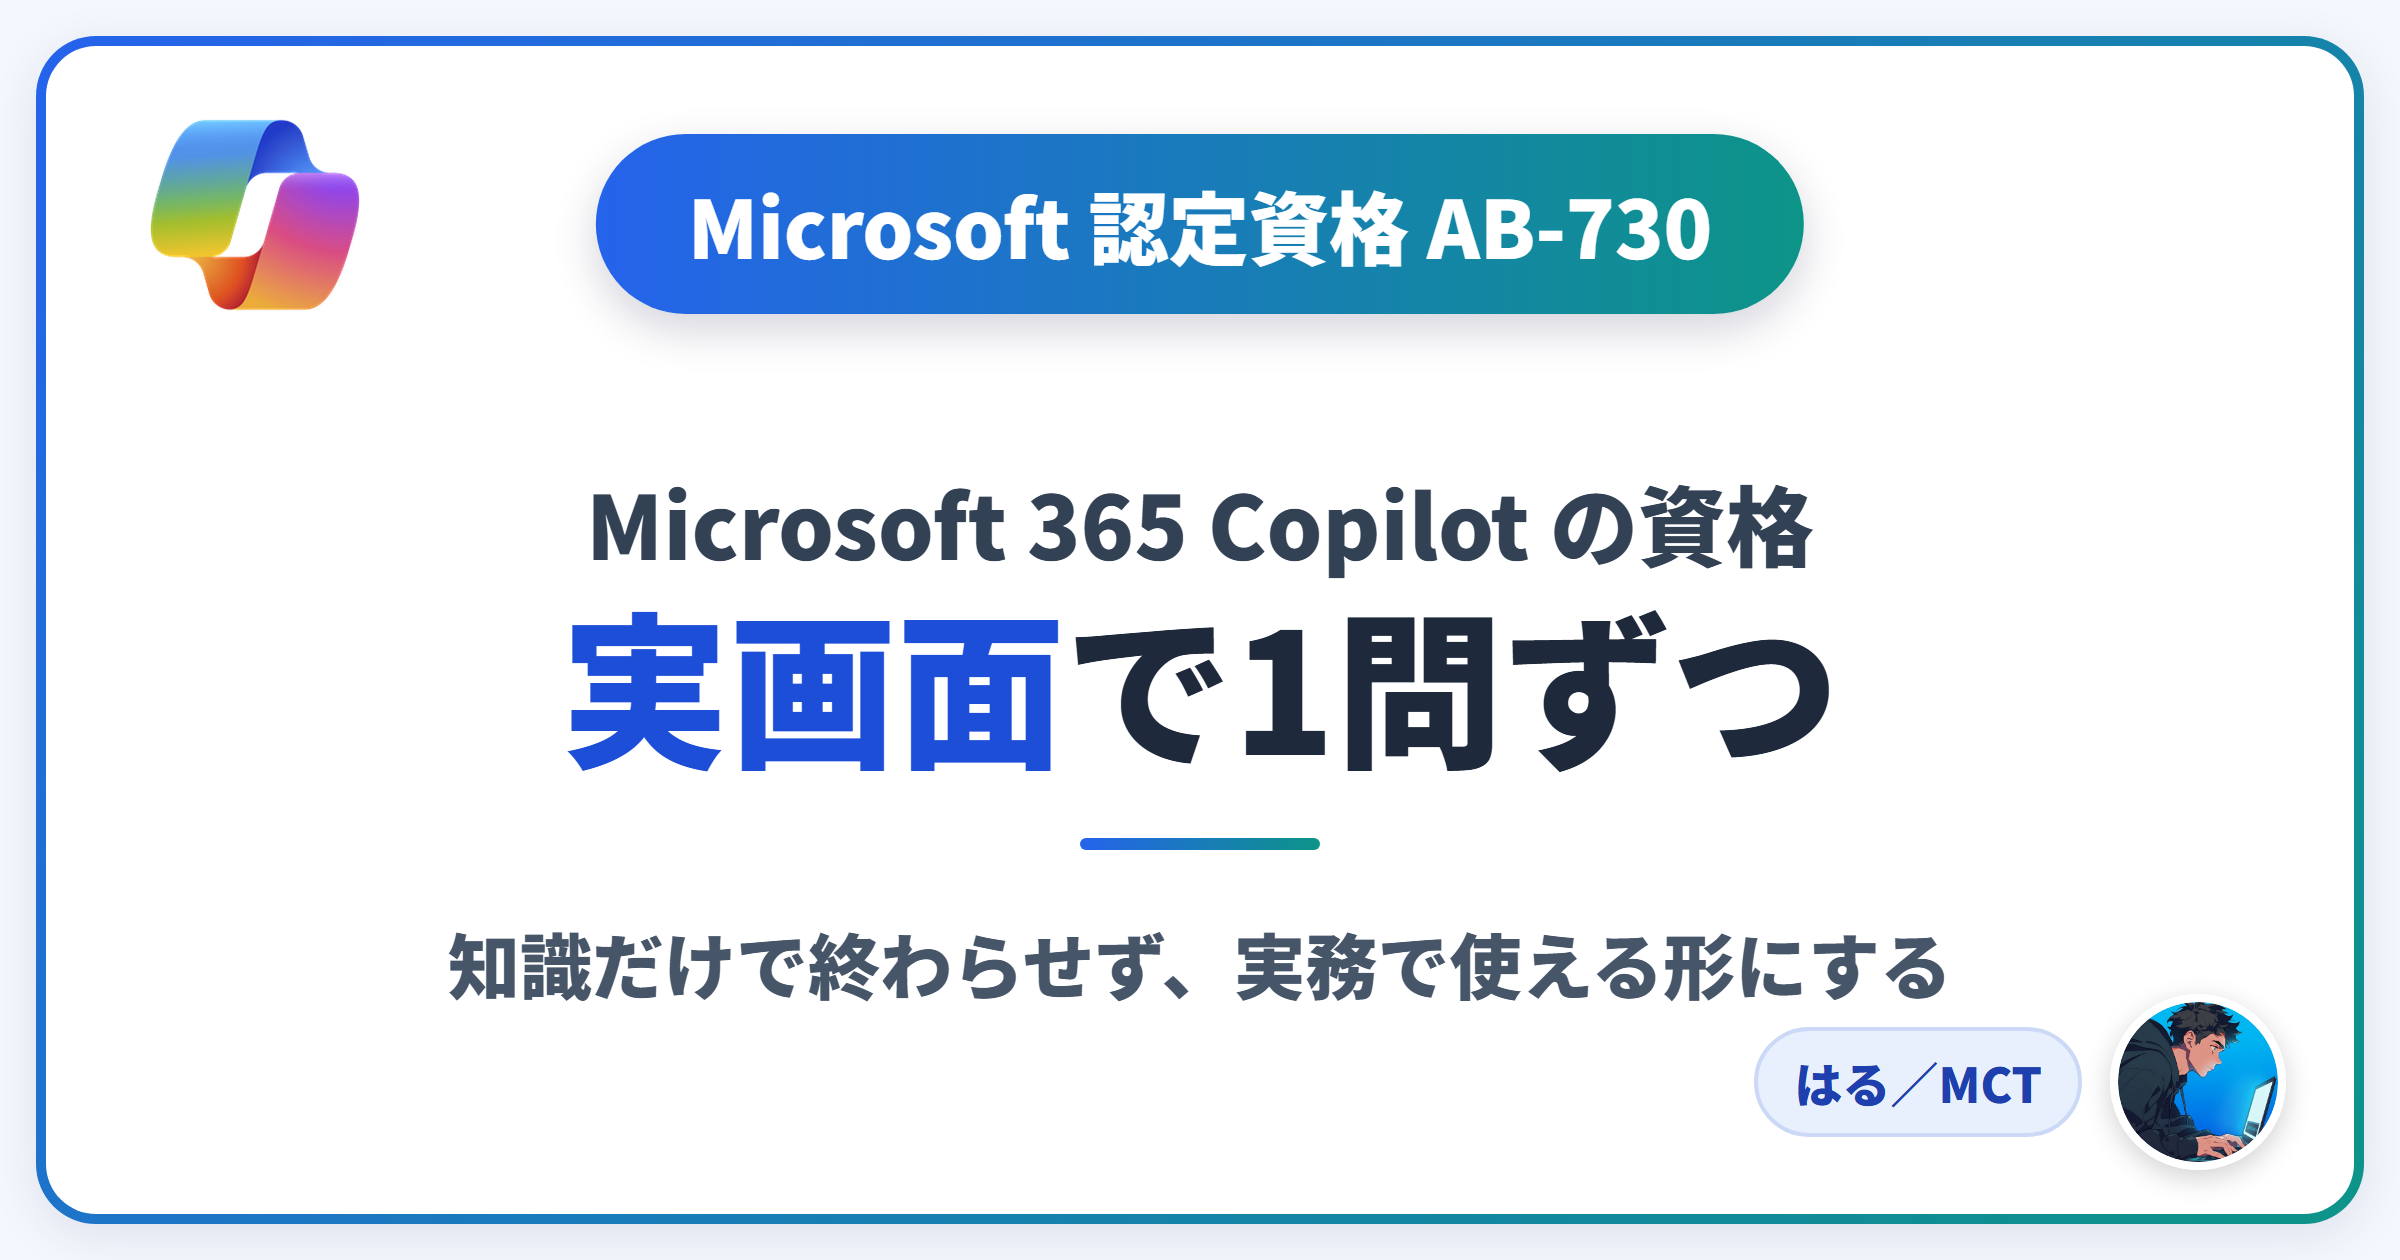 Microsoft 認定資格 AB-730
Microsoft 365 Copilot の資格
実画面で1問ずつ
知識だけで終わらせず、実務で使える形にする
はる／MCT